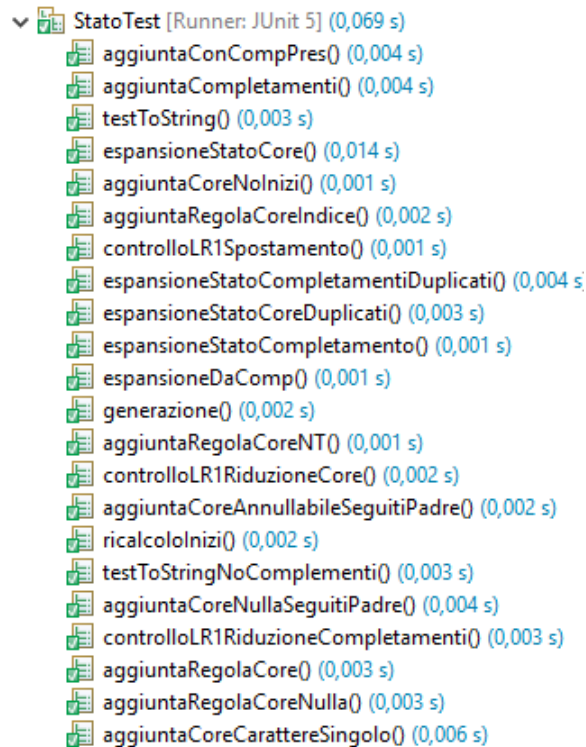 StatoTest [Runner: JUnit 5] (0,069 s)
aggiuntaConCompPres() (0,004 s)
aggiuntaCompletamenti() (0,004 s)
testToString() (0,003 s)
espansioneStatoCore() (0,014 s)
aggiuntaCoreNoInizi() (0,001 s)
aggiuntaRegolaCoreIndice() (0,002 s)
controlloLR1Spostamento() (0,001 s)
espansioneStatoCompletamentiDuplicati() (0,004 s)
espansioneStatoCoreDuplicati() (0,003 s)
espansioneStatoCompletamento() (0,001 s)
espansioneDaComp() (0,001 s)
generazione() (0,002 s)
aggiuntaRegolaCoreNT() (0,001 s)
controlloLR1RiduzioneCore() (0,002 s)
aggiuntaCoreAnnullabileSeguitiPadre() (0,002 s)
ricalcoloInizi() (0,002 s)
testToStringNoComplementi() (0,003 s)
aggiuntaCoreNullaSeguitiPadre() (0,004 s)
controlloLR1RiduzioneCompletamenti() (0,003 s)
aggiuntaRegolaCore() (0,003 s)
aggiuntaRegolaCoreNulla() (0,003 s)
aggiuntaCoreCarattereSingolo() (0,006 s)